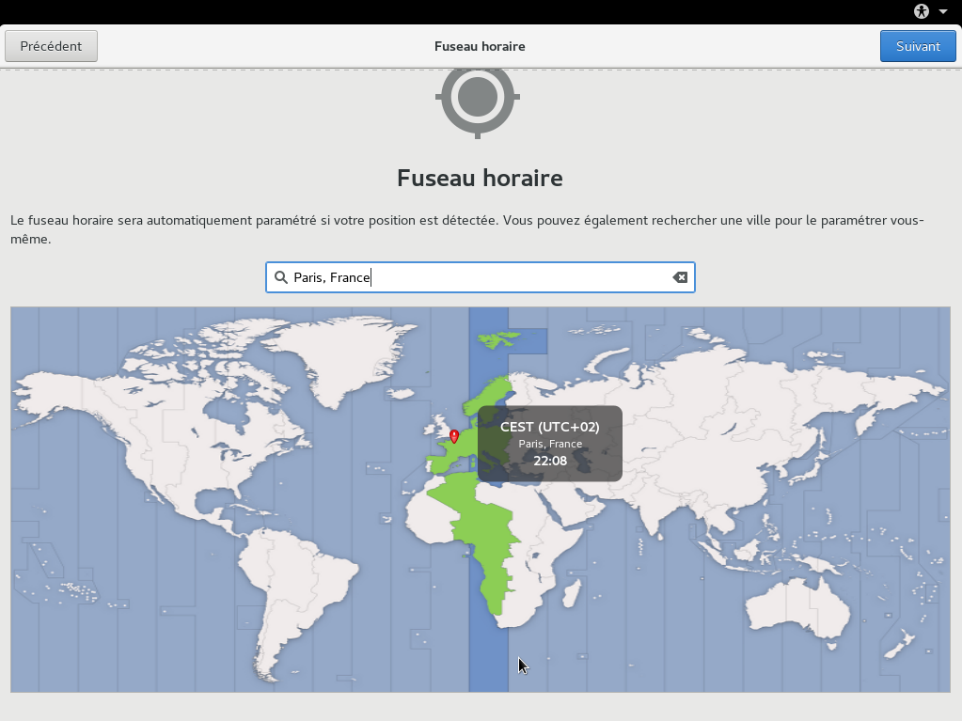 Précédent
Fuseau horaire
Suivant
Fuseau horaire
Le fuseau horaire sera automatiquement paramétré si votre position est détectée. Vous pouvez également rechercher une ville pour le paramétrer vous-
même.
Paris, France
CEST (UTC+02)
Paris, France
22:08